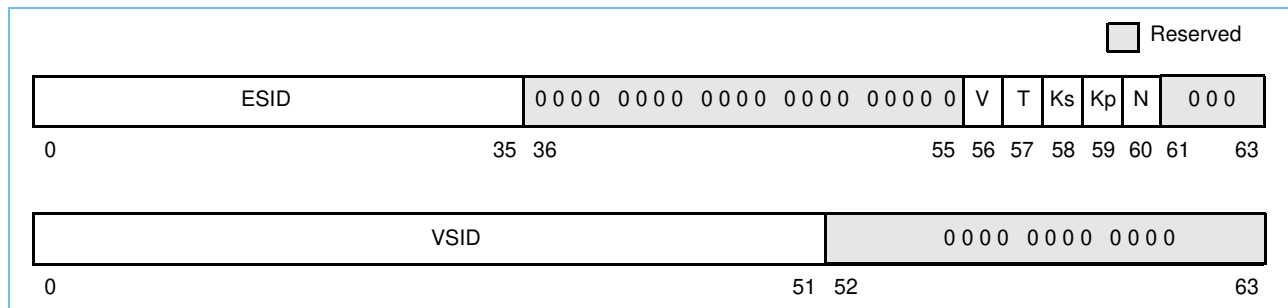 Reserved
ESID 0000 0000 0000 0000 00000 V T Ks Kp N 000
0 35 36 55 56 57 58 59 60 61 63
VSID 0000 0000 0000
0 51 52 63